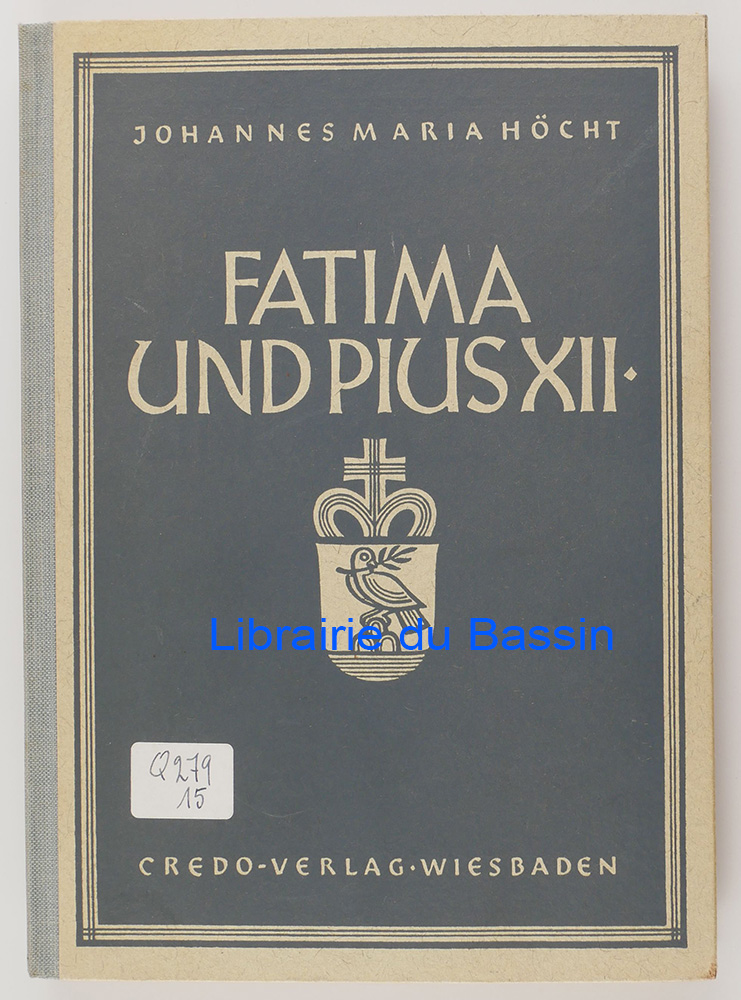 JOHANNES MARIA HÖCHT
FATIMA
UND PIUS XII·
Librairie du Bassin
Q279
15
CREDO-VERLAG·WIESBADEN